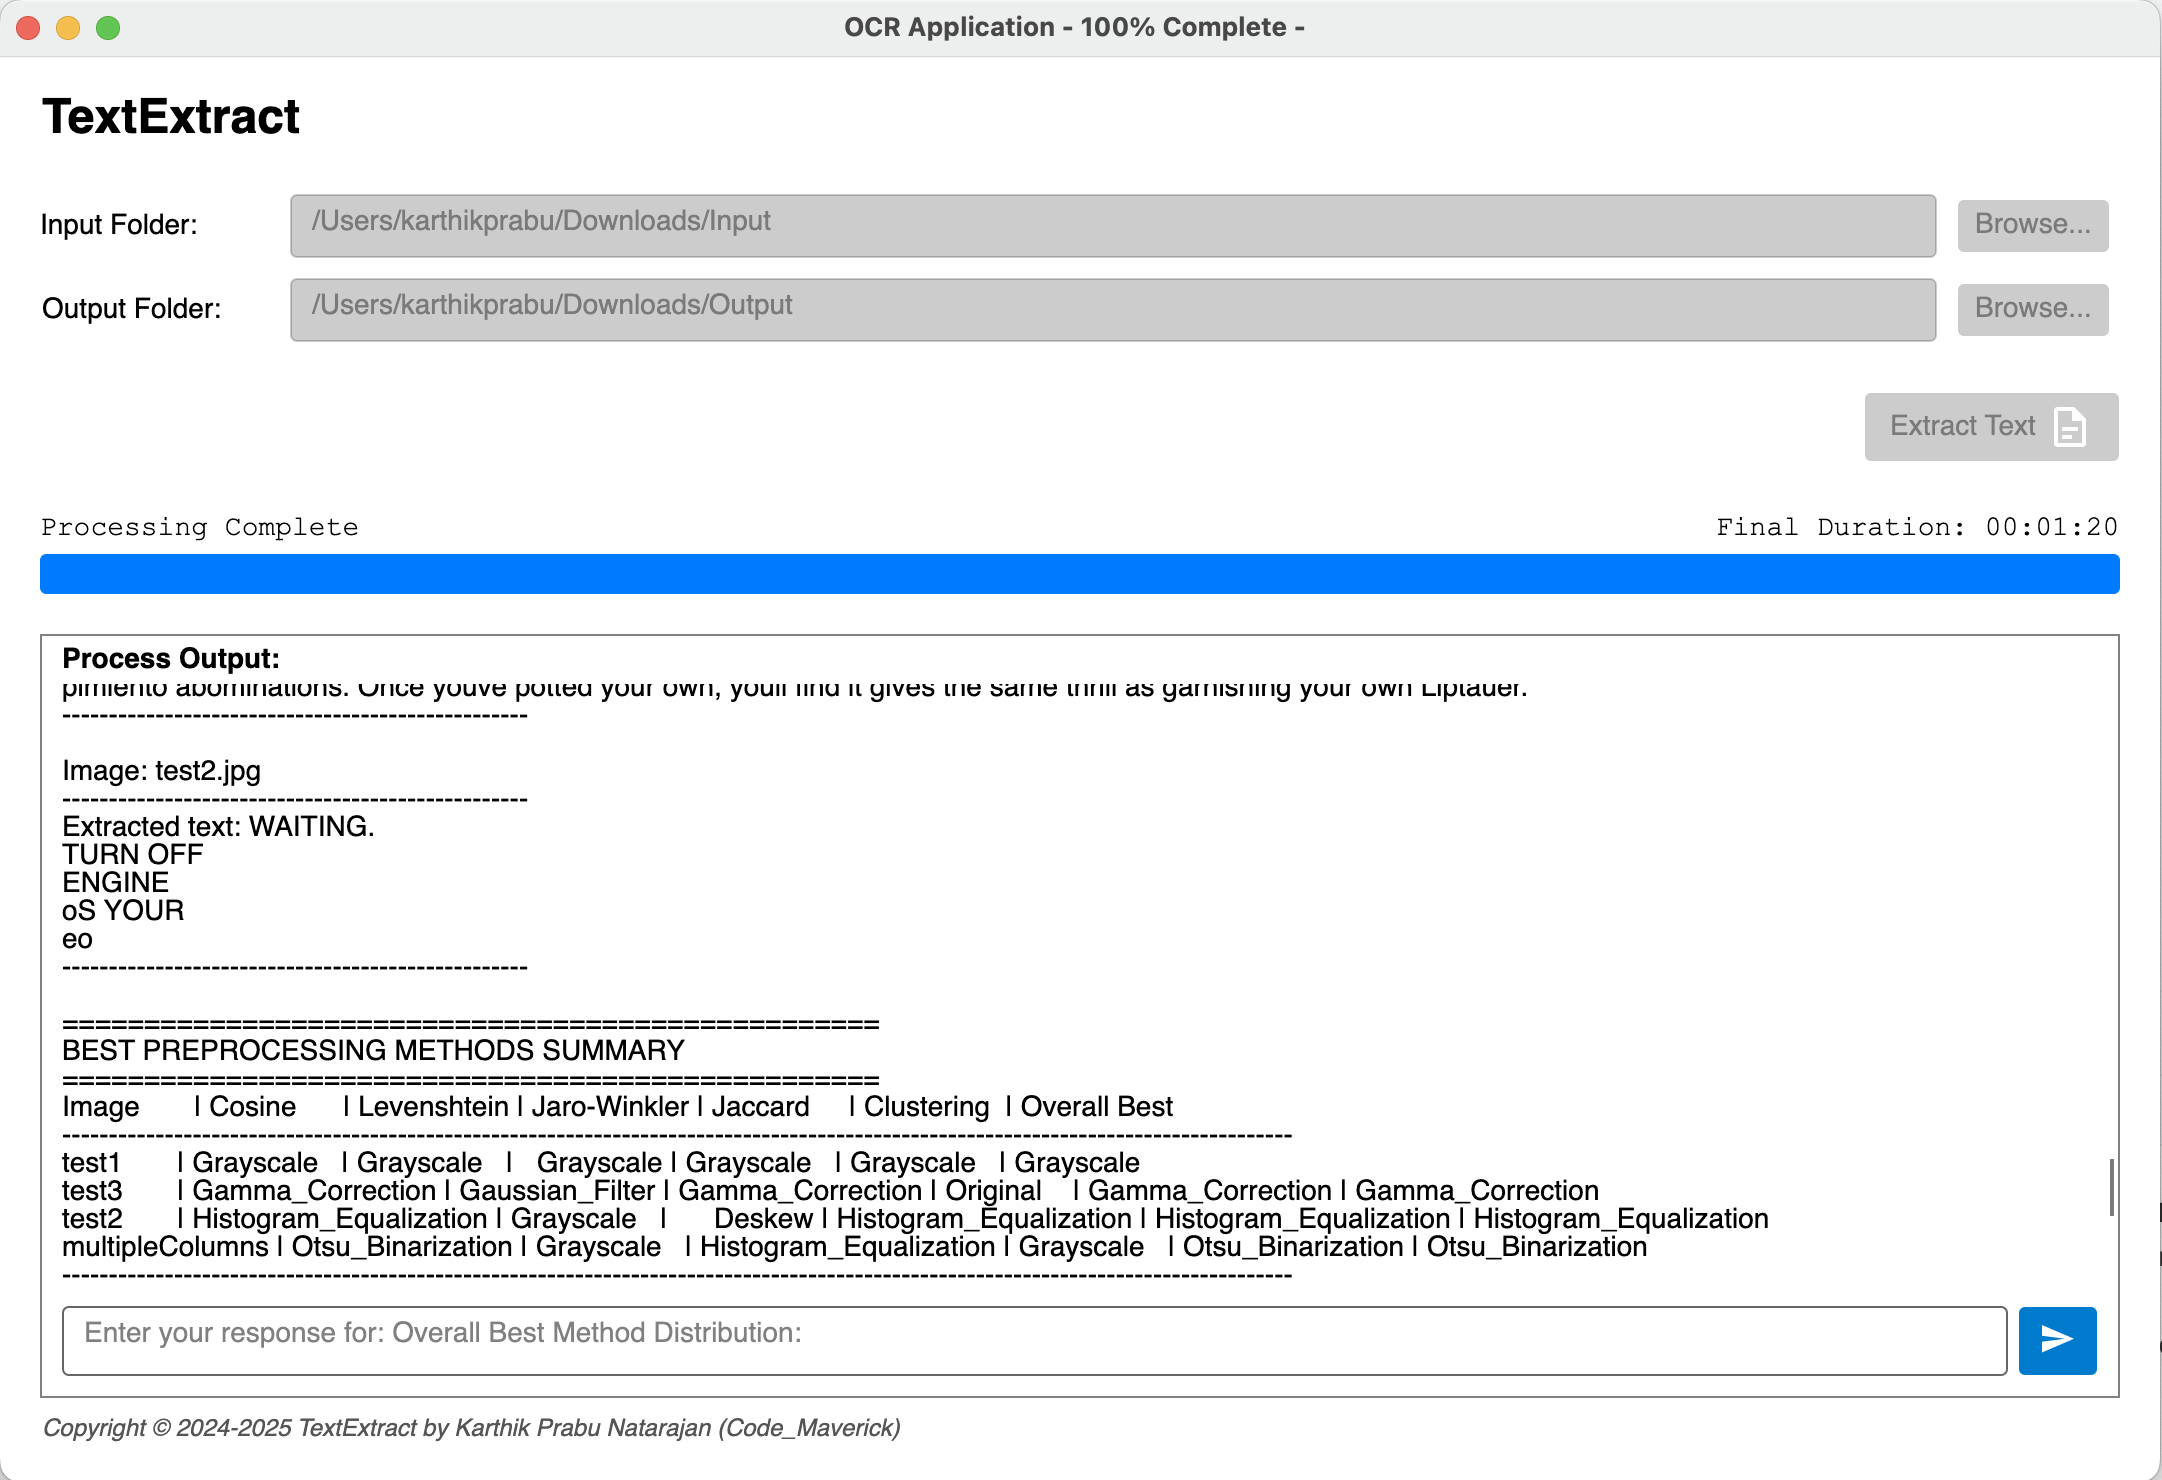 OCR Application - 100% Complete -
TextExtract
Input Folder: /Users/karthikprabu/Downloads/Input Browse...
Output Folder: /Users/karthikprabu/Downloads/Output Browse...
Extract Text
Processing Complete Final Duration: 00:01:20
Process Output:
pimiento abominations. Once youve potted your own, youll find it gives the same thrill as garnishing your own Liptauer.
--------------------------------------------------
Image: test2.jpg
--------------------------------------------------
Extracted text: WAITING.
TURN OFF
ENGINE
oS YOUR
eo
--------------------------------------------------
==================================================
BEST PREPROCESSING METHODS SUMMARY
==================================================
Image | Cosine | Levenshtein | Jaro-Winkler | Jaccard | Clustering | Overall Best
------------------------------------------------------------------------------------------------------------------------------------
test1 | Grayscale | Grayscale | Grayscale | Grayscale | Grayscale | Grayscale
test3 | Gamma_Correction | Gaussian_Filter | Gamma_Correction | Original | Gamma_Correction | Gamma_Correction
test2 | Histogram_Equalization | Grayscale | Deskew | Histogram_Equalization | Histogram_Equalization | Histogram_Equalization
multipleColumns | Otsu_Binarization | Grayscale | Histogram_Equalization | Grayscale | Otsu_Binarization | Otsu_Binarization
------------------------------------------------------------------------------------------------------------------------------------
Enter your response for: Overall Best Method Distribution:
Copyright © 2024-2025 TextExtract by Karthik Prabu Natarajan (Code_Maverick)